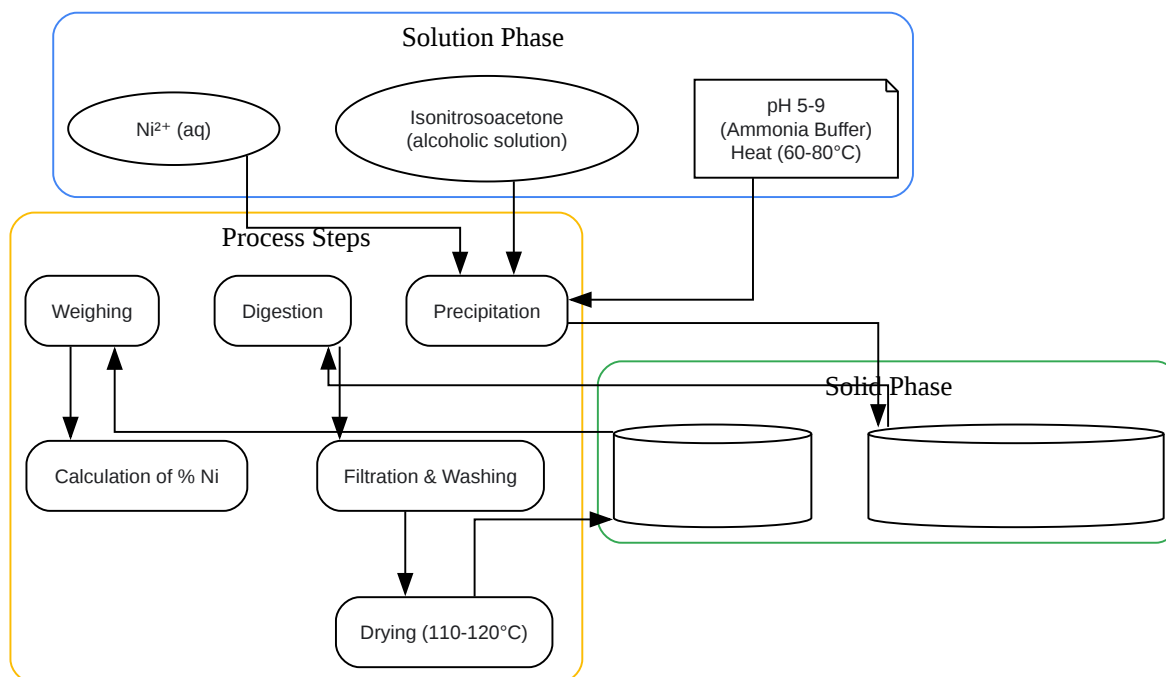 Solution Phase
Ni²⁺ (aq)
Isonitrosoacetone
(alcoholic solution)
pH 5-9
(Ammonia Buffer)
Heat (60-80°C)
Process Steps
Weighing
Digestion
Precipitation
Solid Phase
Calculation of % Ni
Filtration & Washing
Drying (110-120°C)